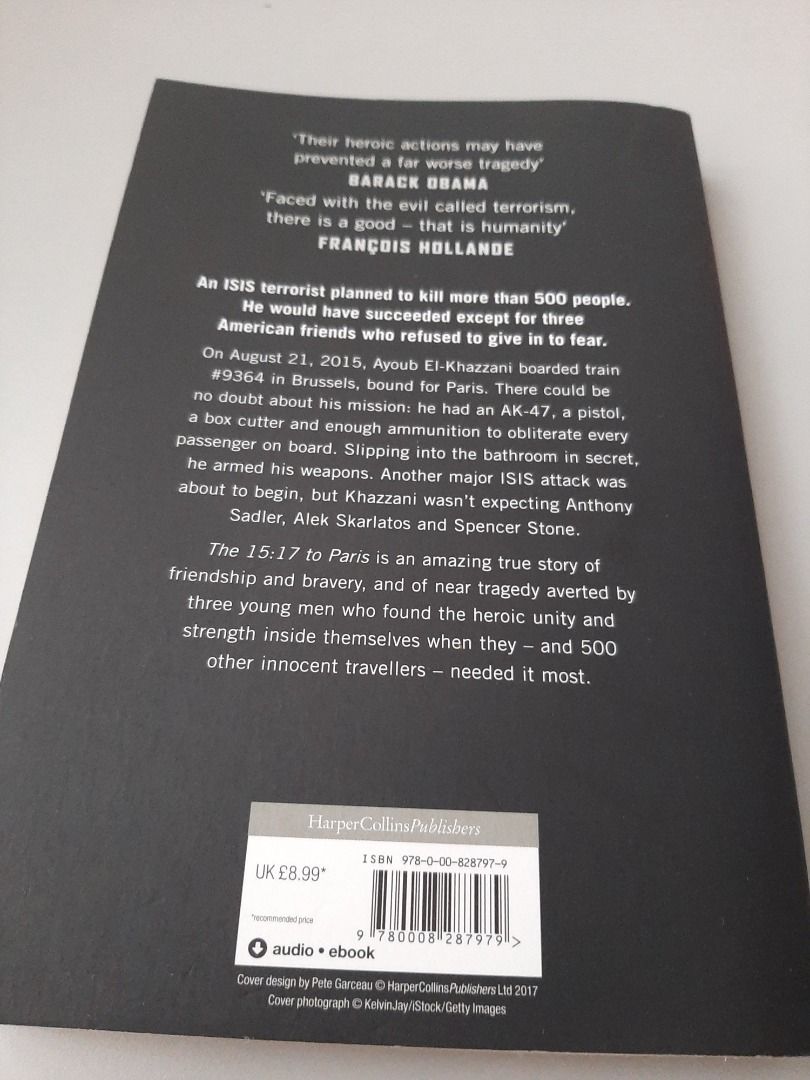 'Their heroic actions may have
prevented a far worse tragedy'
BARACK OBAMA
'Faced with the evil called terrorism,
there is a good – that is humanity'
FRANÇOIS HOLLANDE
An ISIS terrorist planned to kill more than 500 people.
He would have succeeded except for three
American friends who refused to give in to fear.
On August 21, 2015, Ayoub El-Khazzani boarded train
#9364 in Brussels, bound for Paris. There could be
no doubt about his mission: he had an AK-47, a pistol,
a box cutter and enough ammunition to obliterate every
passenger on board. Slipping into the bathroom in secret,
he armed his weapons. Another major ISIS attack was
about to begin, but Khazzani wasn't expecting Anthony
Sadler, Alek Skarlatos and Spencer Stone.
The 15:17 to Paris is an amazing true story of
friendship and bravery, and of near tragedy averted by
three young men who found the heroic unity and
strength inside themselves when they – and 500
other innocent travellers – needed it most.
HarperCollinsPublishers
ISBN 978-0-00-828797-9
UK £8.99*
*recommended price
9 780008 287979 >
audio • ebook
Cover design by Pete Garceau © HarperCollinsPublishers Ltd 2017
Cover photograph © KelvinJay/iStock/Getty Images